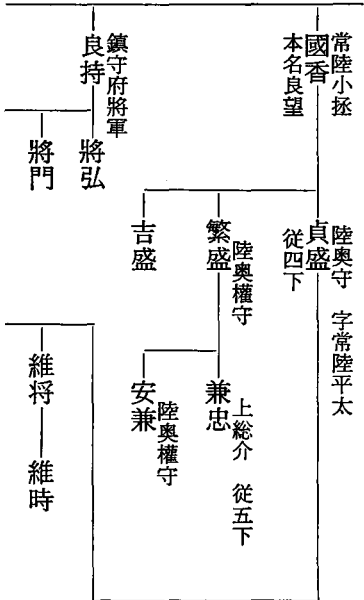 常陸小拯
國香
本名良望
陸奥守 字常陸平太
貞盛
従四下
陸奥權守
繁盛
上総介 従五下
兼忠
陸奥權守
安兼
吉盛
鎮守府將軍
良持
將弘
將門
維将
維時